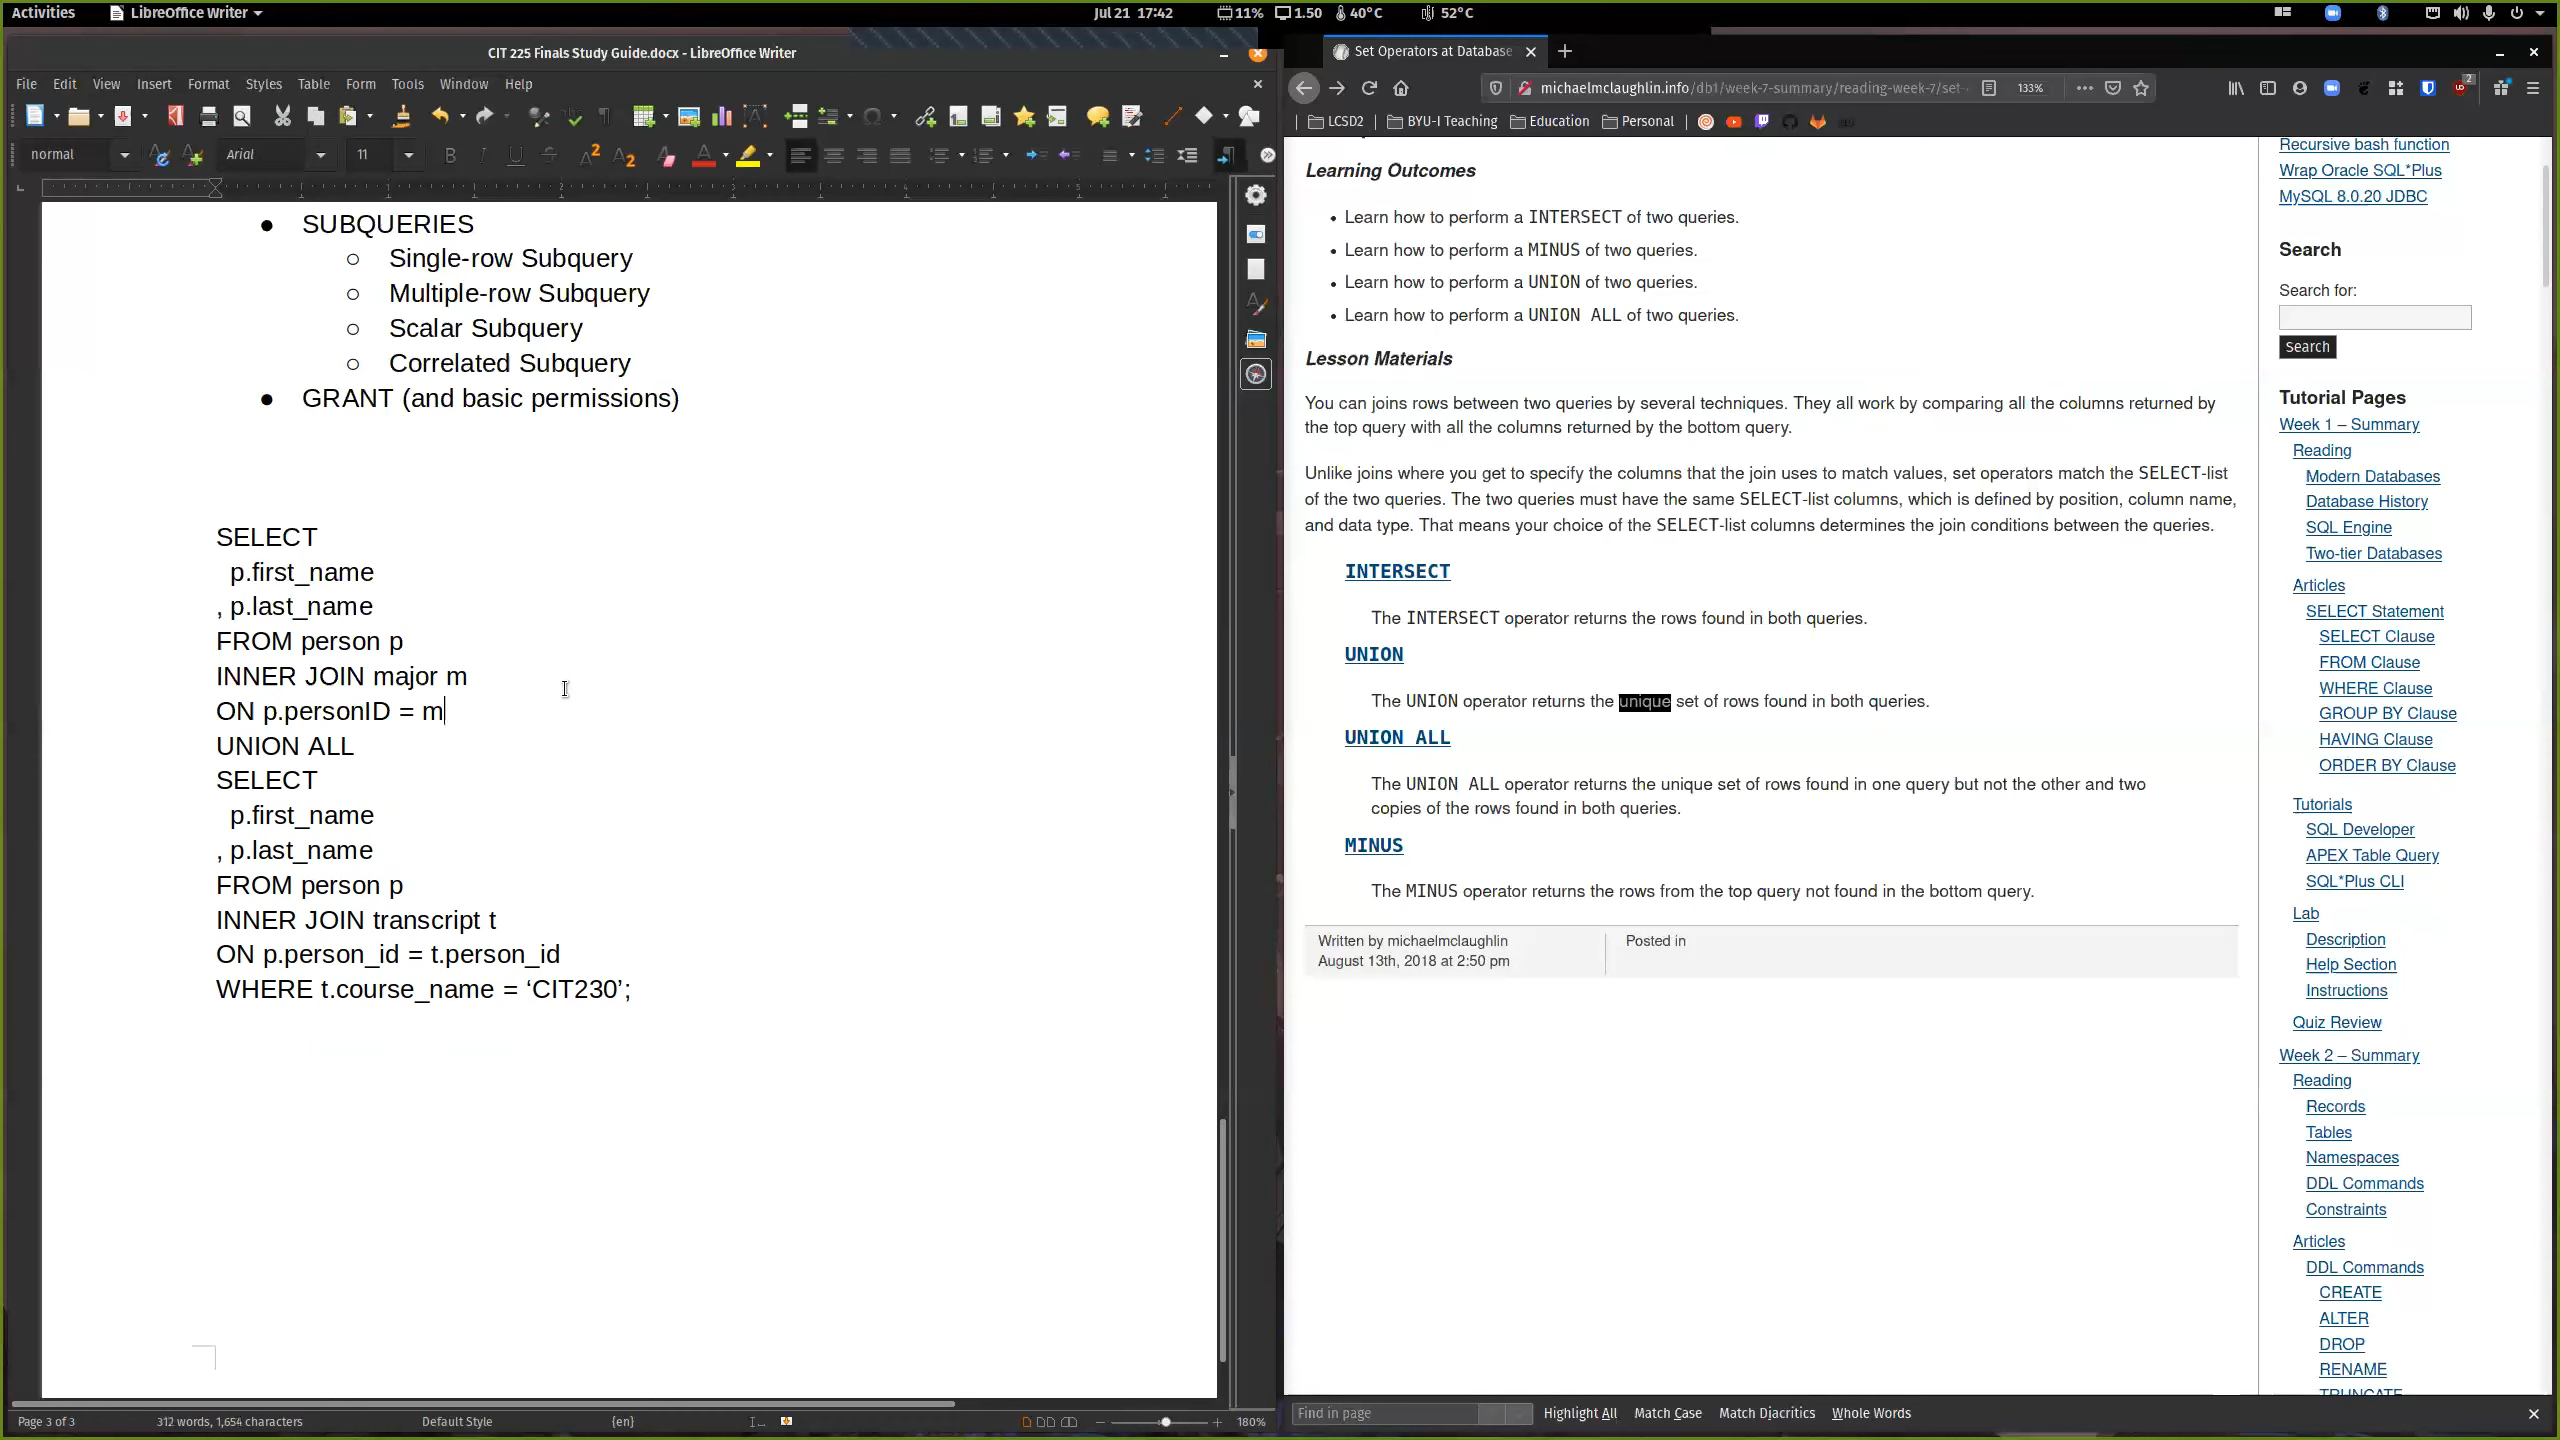 Activities
LibreOffice Writer
Jul 21 17:42
11%
1.50
40°C
52°C
CIT 225 Finals Study Guide.docx - LibreOffice Writer
File Edit View Insert Format Styles Table Form Tools Window Help
normal
Arial
11
● SUBQUERIES
○ Single-row Subquery
○ Multiple-row Subquery
○ Scalar Subquery
○ Correlated Subquery
● GRANT (and basic permissions)
SELECT
p.first_name
, p.last_name
FROM person p
INNER JOIN major m
ON p.personID = m
UNION ALL
SELECT
p.first_name
, p.last_name
FROM person p
INNER JOIN transcript t
ON p.person_id = t.person_id
WHERE t.course_name = ‘CIT230’;
Page 3 of 3
312 words, 1,654 characters
Default Style
{en}
180%
Set Operators at Database
michaelmclaughlin.info/db1/week-7-summary/reading-week-7/set-
133%
LCSD2
BYU-I Teaching
Education
Personal
Learning Outcomes
• Learn how to perform a INTERSECT of two queries.
• Learn how to perform a MINUS of two queries.
• Learn how to perform a UNION of two queries.
• Learn how to perform a UNION ALL of two queries.
Lesson Materials
You can joins rows between two queries by several techniques. They all work by comparing all the columns returned by
the top query with all the columns returned by the bottom query.
Unlike joins where you get to specify the columns that the join uses to match values, set operators match the SELECT-list
of the two queries. The two queries must have the same SELECT-list columns, which is defined by position, column name,
and data type. That means your choice of the SELECT-list columns determines the join conditions between the queries.
INTERSECT
The INTERSECT operator returns the rows found in both queries.
UNION
The UNION operator returns the unique set of rows found in both queries.
UNION ALL
The UNION ALL operator returns the unique set of rows found in one query but not the other and two
copies of the rows found in both queries.
MINUS
The MINUS operator returns the rows from the top query not found in the bottom query.
Written by michaelmclaughlin
August 13th, 2018 at 2:50 pm
Posted in
Recursive bash function
Wrap Oracle SQL*Plus
MySQL 8.0.20 JDBC
Search
Search for:
Search
Tutorial Pages
Week 1 – Summary
Reading
Modern Databases
Database History
SQL Engine
Two-tier Databases
Articles
SELECT Statement
SELECT Clause
FROM Clause
WHERE Clause
GROUP BY Clause
HAVING Clause
ORDER BY Clause
Tutorials
SQL Developer
APEX Table Query
SQL*Plus CLI
Lab
Description
Help Section
Instructions
Quiz Review
Week 2 – Summary
Reading
Records
Tables
Namespaces
DDL Commands
Constraints
Articles
DDL Commands
CREATE
ALTER
DROP
RENAME
TRUNCATE
Find in page
Highlight All
Match Case
Match Diacritics
Whole Words